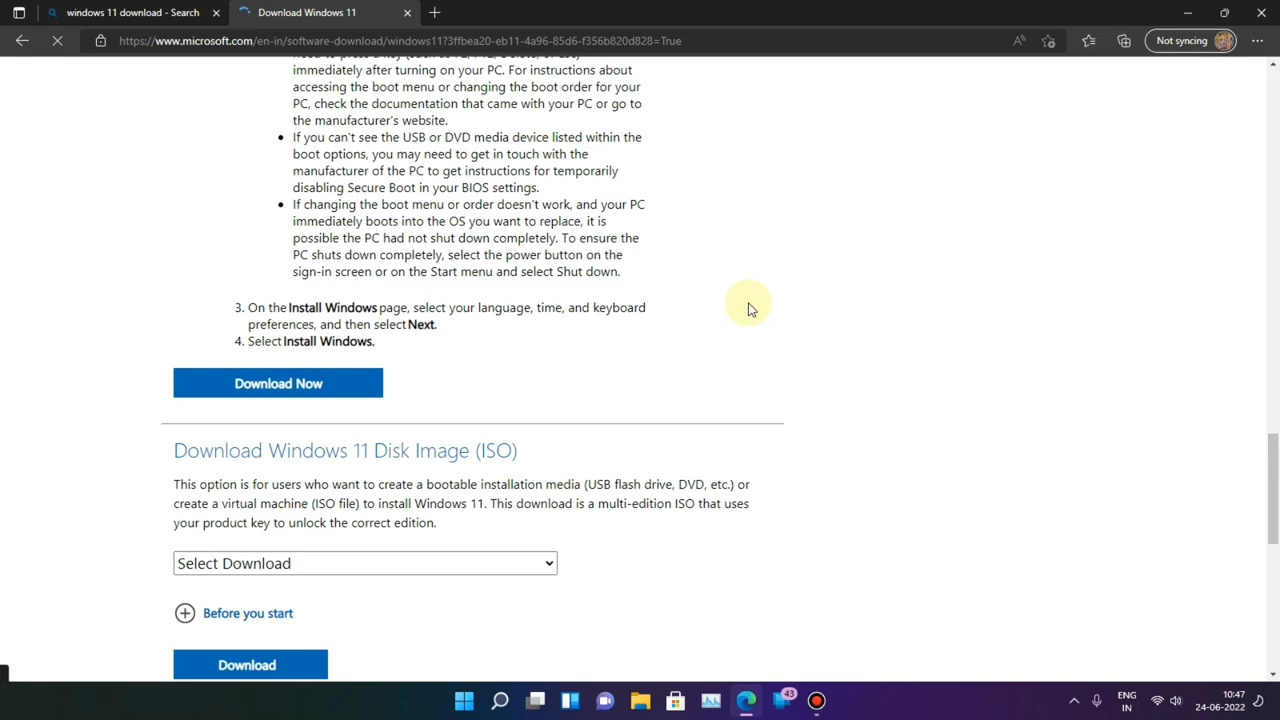 windows 11 download - Search
Download Windows 11
https://www.microsoft.com/en-in/software-download/windows11?3ffbea20-eb11-4a96-85d6-f356b820d828=True
Not syncing
immediately after turning on your PC. For instructions about
accessing the boot menu or changing the boot order for your
PC, check the documentation that came with your PC or go to
the manufacturer's website.
• If you can't see the USB or DVD media device listed within the
boot options, you may need to get in touch with the
manufacturer of the PC to get instructions for temporarily
disabling Secure Boot in your BIOS settings.
• If changing the boot menu or order doesn't work, and your PC
immediately boots into the OS you want to replace, it is
possible the PC had not shut down completely. To ensure the
PC shuts down completely, select the power button on the
sign-in screen or on the Start menu and select Shut down.
3. On the Install Windows page, select your language, time, and keyboard
preferences, and then select Next.
4. Select Install Windows.
Download Now
Download Windows 11 Disk Image (ISO)
This option is for users who want to create a bootable installation media (USB flash drive, DVD, etc.) or
create a virtual machine (ISO file) to install Windows 11. This download is a multi-edition ISO that uses
your product key to unlock the correct edition.
Select Download
Before you start
Download
43
ENG
IN
10:47
24-06-2022